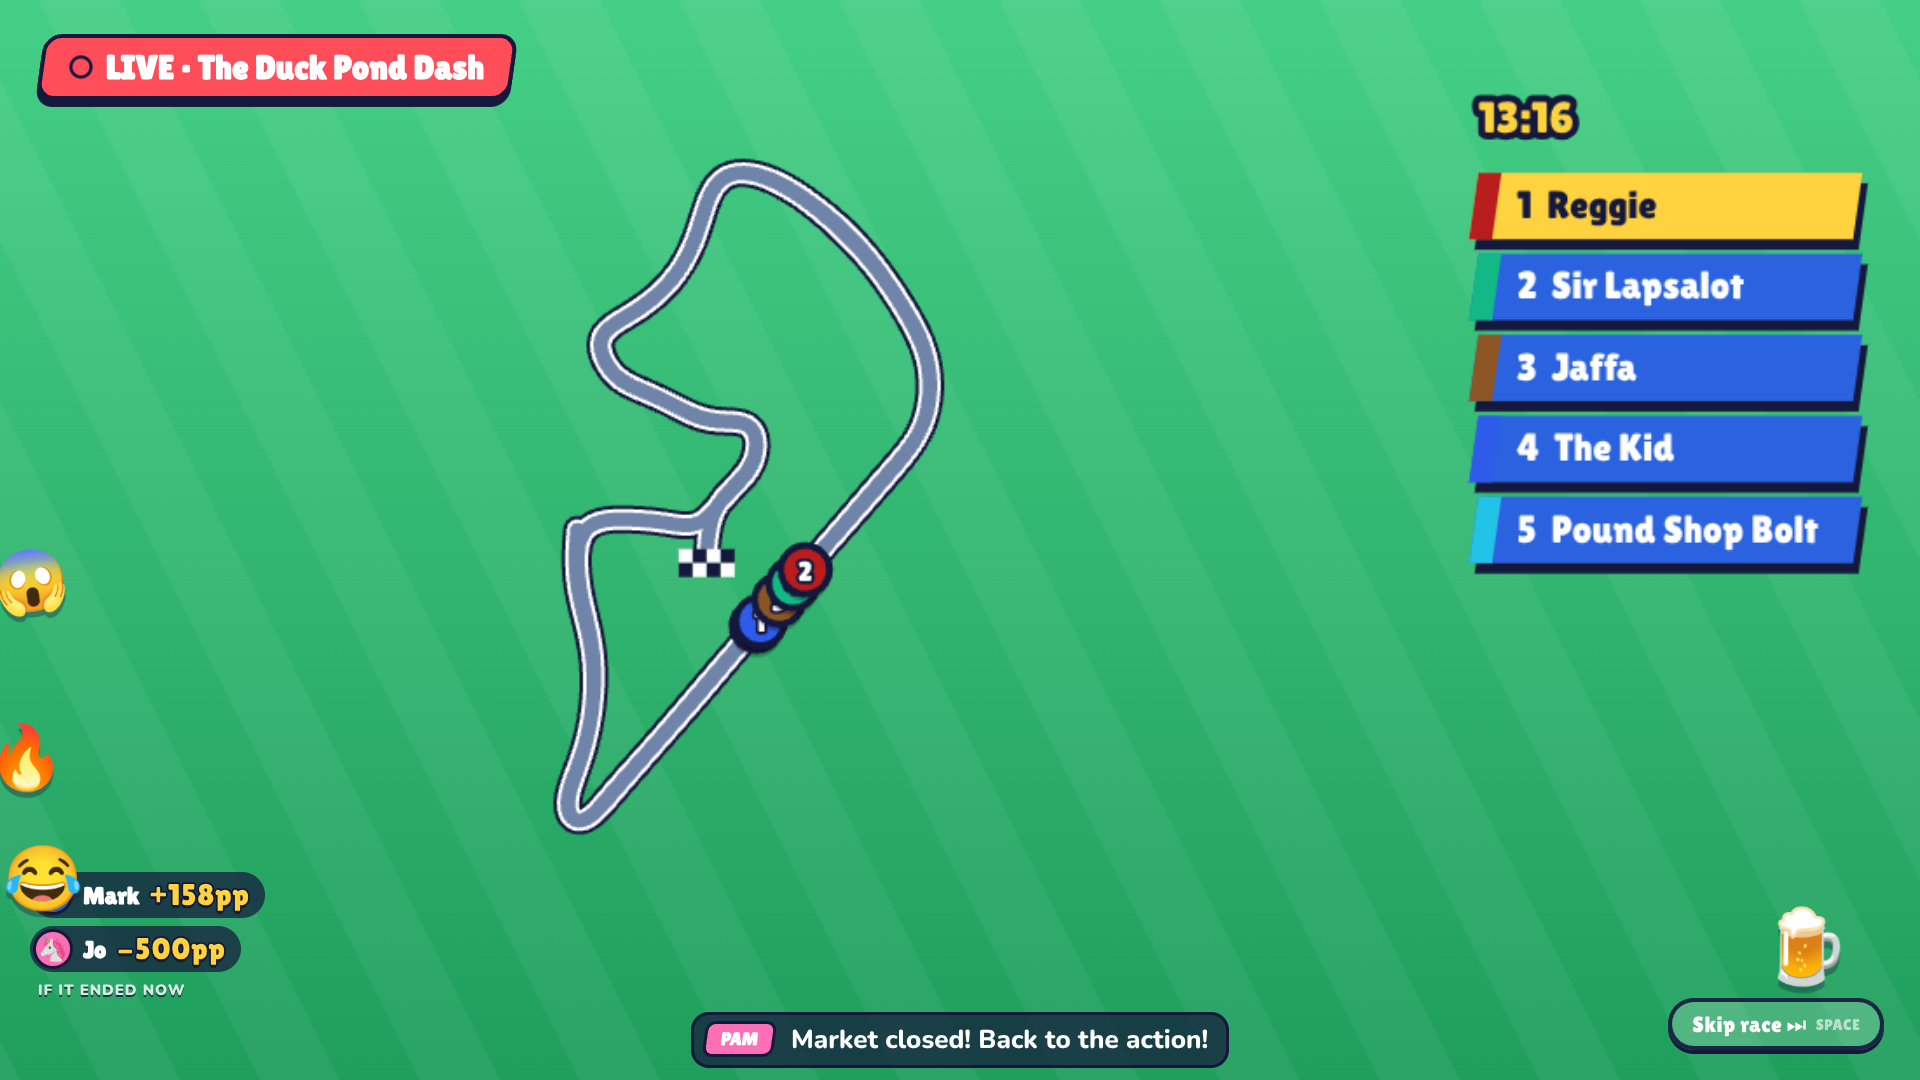 LIVE · The Duck Pond Dash
13:16
1 Reggie
2 Sir Lapsalot
3 Jaffa
4 The Kid
5 Pound Shop Bolt
2
1
Mark +158pp
Jo -500pp
IF IT ENDED NOW
PAM Market closed! Back to the action!
Skip race SPACE